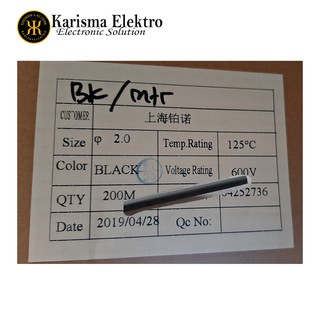 Karisma Elektro
Electronic Solution
BK/mtr
CUSTOMER 上海铂诺
Size φ 2.0 Temp.Rating 125°C
Color BLACK Voltage Rating 600V
QTY 200M 34252736
Date 2019/04/28 Qc No: